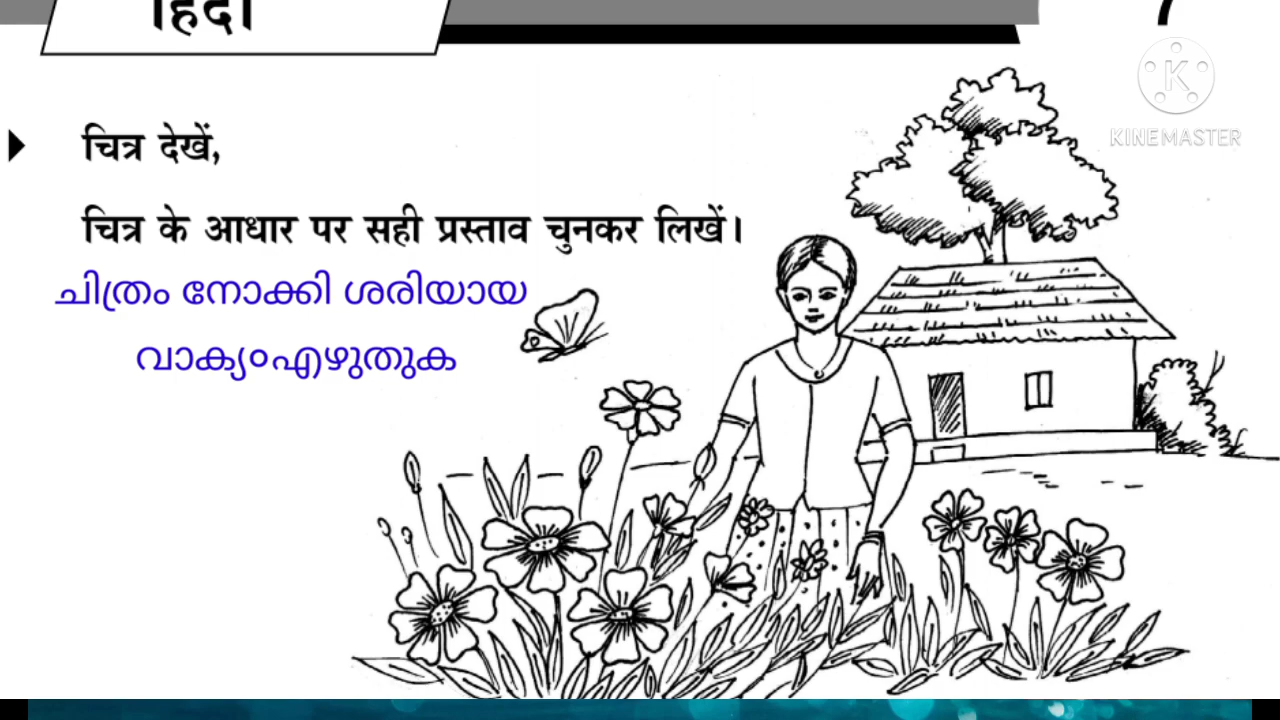 हिंदी
7
K
KINEMASTER
चित्र देखें,
चित्र के आधार पर सही प्रस्ताव चुनकर लिखें।
ചിത്രം നോക്കി ശരിയായ
വാക്യംഎഴുതുക